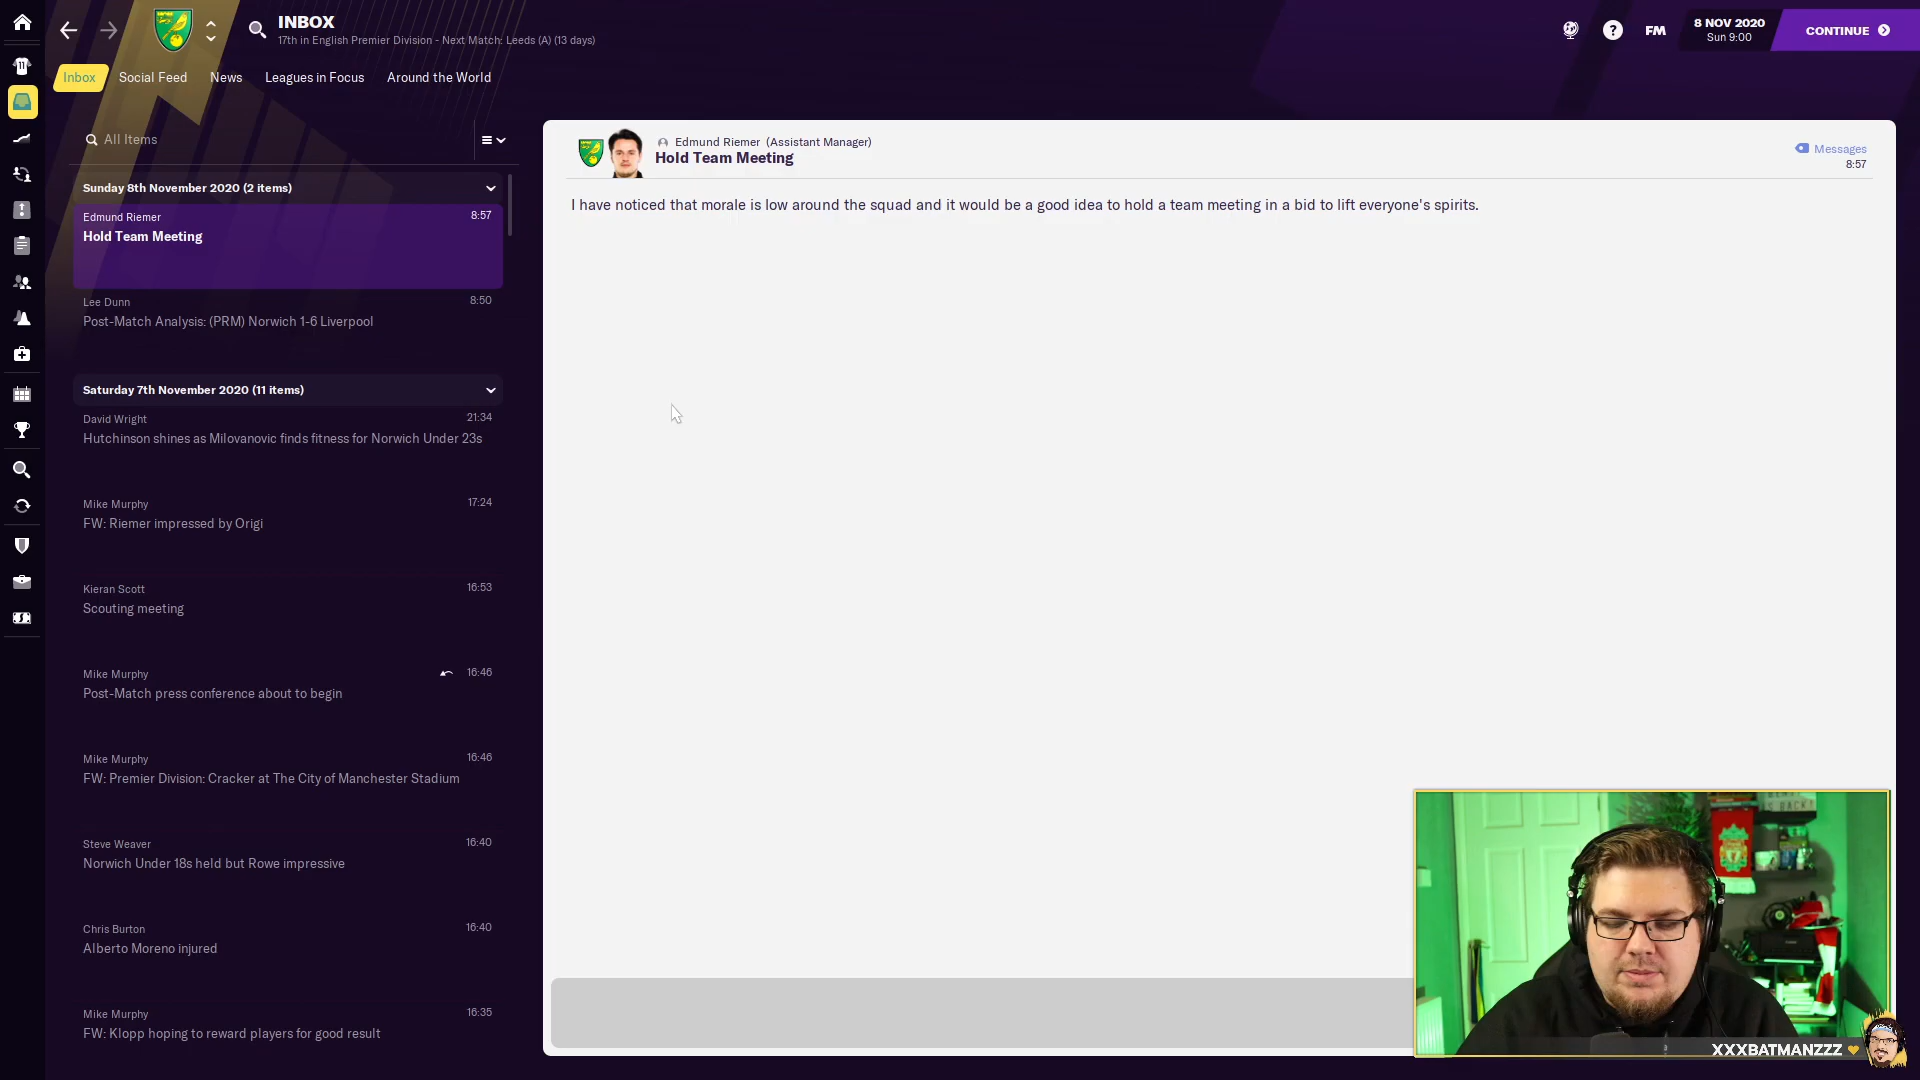 INBOX
17th in English Premier Division - Next Match: Leeds (A) (13 days)
FM
8 NOV 2020
Sun 9:00
CONTINUE
Inbox
Social Feed
News
Leagues in Focus
Around the World
All Items
Sunday 8th November 2020 (2 items)
Edmund Riemer
8:57
Hold Team Meeting
Lee Dunn
8:50
Post-Match Analysis: (PRM) Norwich 1-6 Liverpool
Saturday 7th November 2020 (11 items)
David Wright
21:34
Hutchinson shines as Milovanovic finds fitness for Norwich Under 23s
Mike Murphy
17:24
FW: Riemer impressed by Origi
Kieran Scott
16:53
Scouting meeting
Mike Murphy
16:46
Post-Match press conference about to begin
Mike Murphy
16:46
FW: Premier Division: Cracker at The City of Manchester Stadium
Steve Weaver
16:40
Norwich Under 18s held but Rowe impressive
Chris Burton
16:40
Alberto Moreno injured
Mike Murphy
16:35
FW: Klopp hoping to reward players for good result
Edmund Riemer (Assistant Manager)
Hold Team Meeting
Messages
8:57
I have noticed that morale is low around the squad and it would be a good idea to hold a team meeting in a bid to lift everyone's spirits.
XXXBATMANZZZ